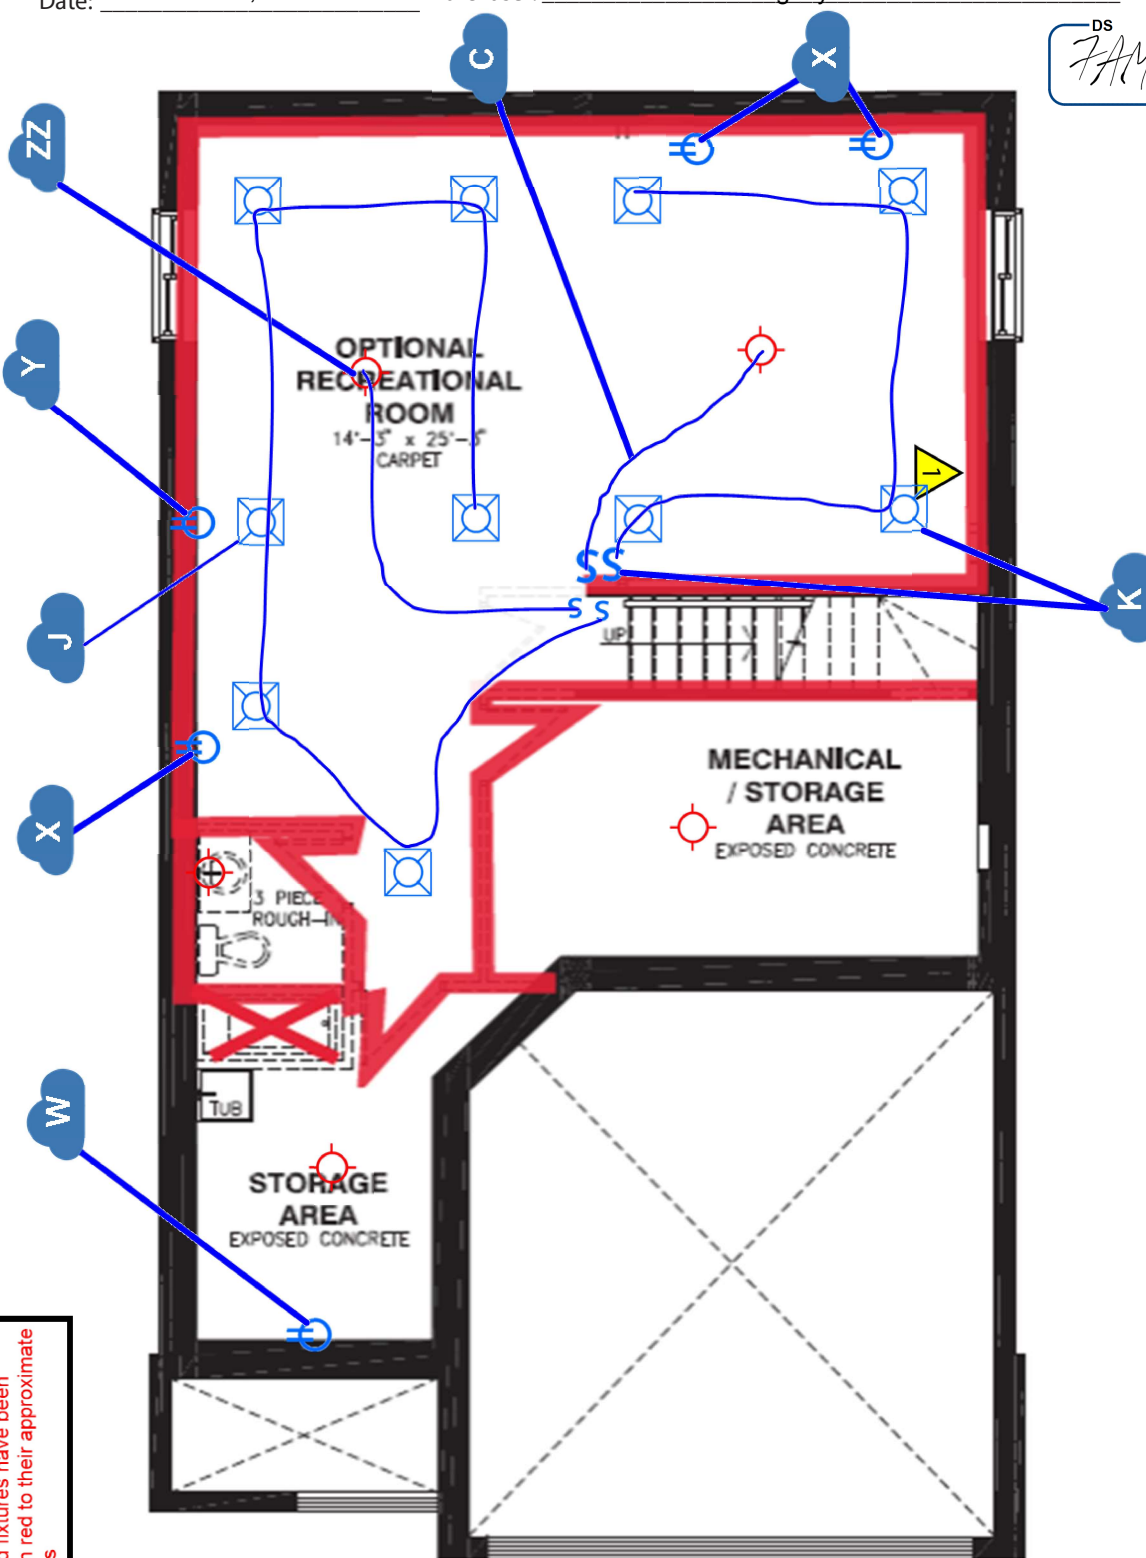 Date:
DS
C
X
ZZ
OPTIONAL
RECREATIONAL
ROOM
14'-3" x 25'-3"
CARPET
Y
1
SS
S S
UP
K
J
MECHANICAL
/ STORAGE
AREA
EXPOSED CONCRETE
X
3 PIECE
ROUGH-IN
TUB
W
STORAGE
AREA
EXPOSED CONCRETE
fixtures have been
red to their approximate